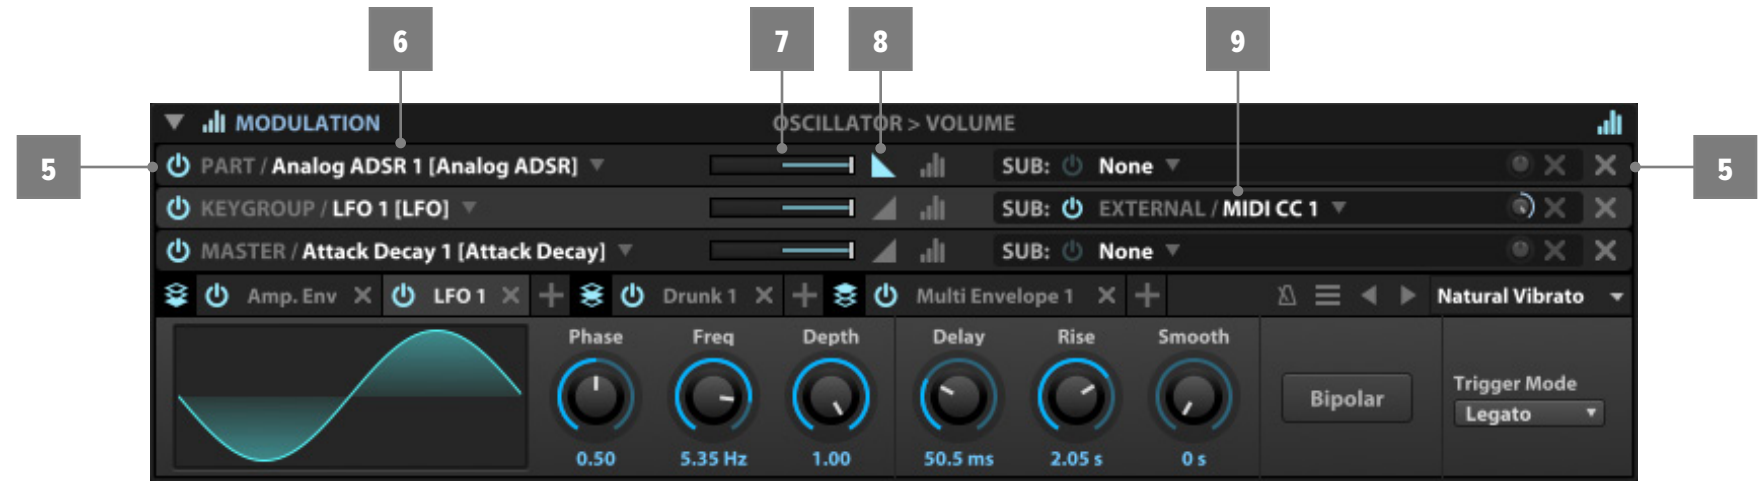 6 7 8 9
MODULATION OSCILLATOR > VOLUME
5 PART / Analog ADSR 1 [Analog ADSR] SUB: None 5
KEYGROUP / LFO 1 [LFO] SUB: EXTERNAL / MIDI CC 1
MASTER / Attack Decay 1 [Attack Decay] SUB: None
Amp. Env LFO 1 Drunk 1 Multi Envelope 1 Natural Vibrato
Phase Freq Depth Delay Rise Smooth
Trigger Mode
Bipolar
Legato
0.50 5.35 Hz 1.00 50.5 ms 2.05 s 0 s